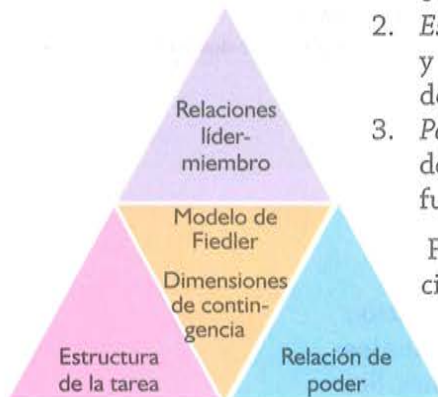 Relaciones
líder-
miembro
Modelo de
Fiedler
Dimensiones
de contin-
gencia
Estructura
de la tarea
Relación de
poder
2.
y
3.